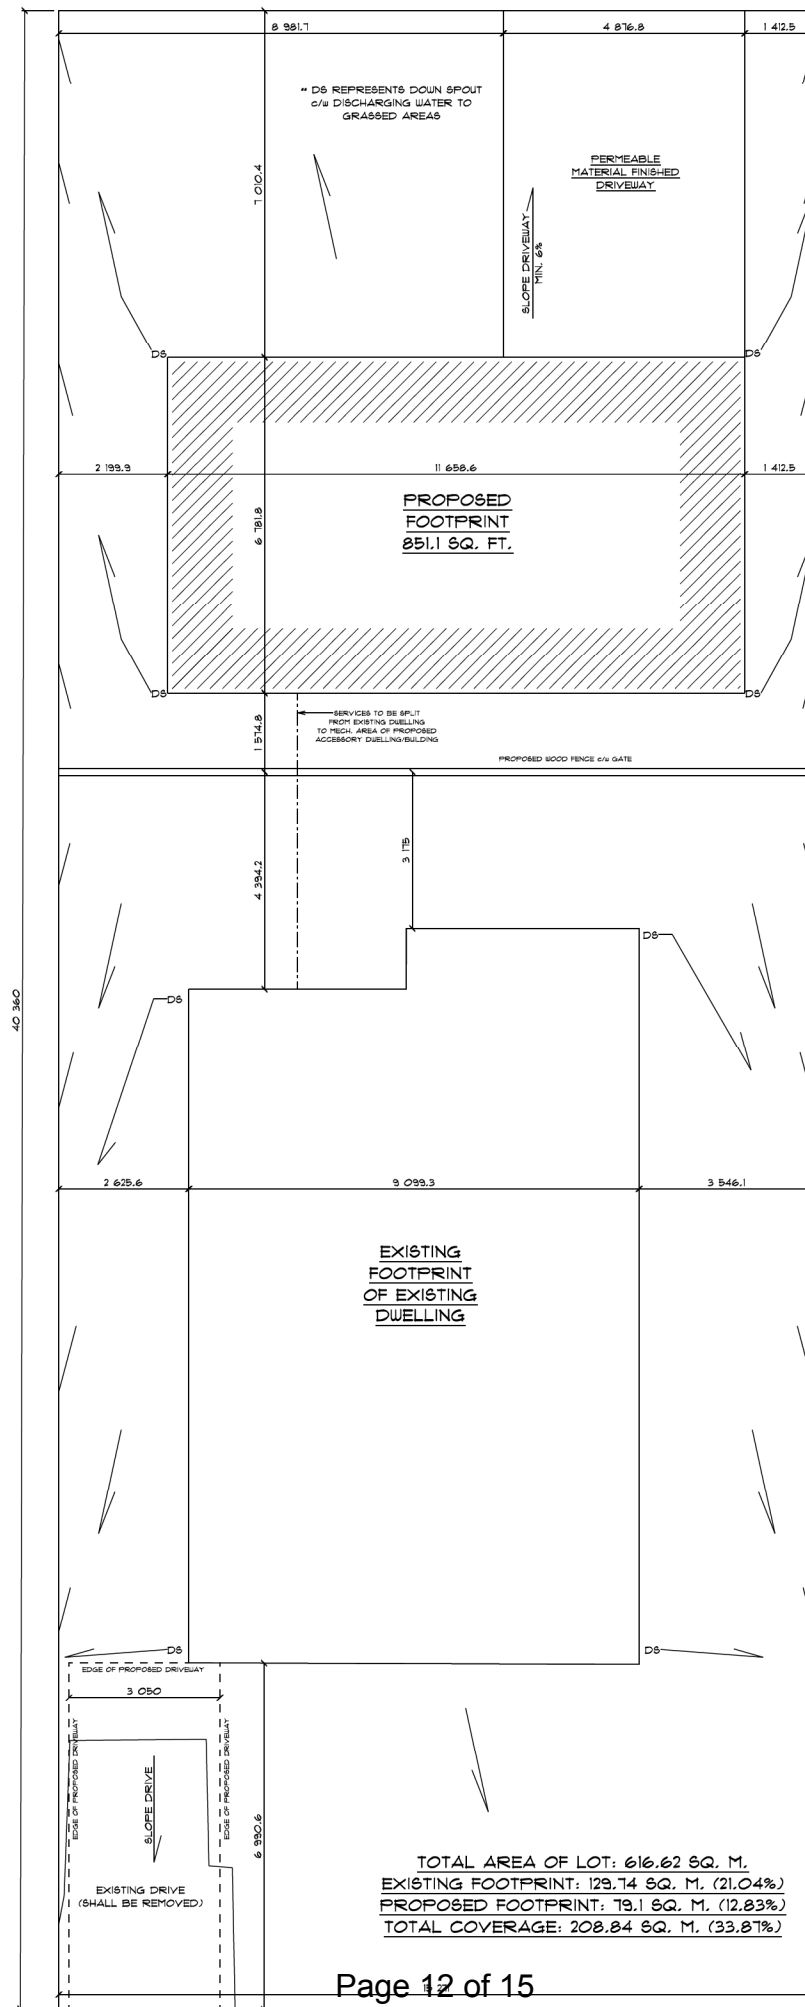 8 981.7
4 876.8
1 412.5
** DS REPRESENTS DOWN SPOUT
c/w DISCHARGING WATER TO
GRASSED AREAS
7 010.4
PERMEABLE
MATERIAL FINISHED
DRIVEWAY
SLOPE DRIVEWAY
MIN. 6%
DS
DS
2 199.9
11 658.6
1 412.5
6 781.8
PROPOSED
FOOTPRINT
851.1 SQ. FT.
DS
DS
1 574.8
SERVICES TO BE SPLIT
FROM EXISTING DWELLING
TO MECH. AREA OF PROPOSED
ACCESSORY DWELLING/BUILDING
PROPOSED WOOD FENCE c/w GATE
4 394.2
3 175
DS
DS
40 360
2 625.6
9 099.3
3 546.1
EXISTING
FOOTPRINT
OF EXISTING
DWELLING
DS
DS
EDGE OF PROPOSED DRIVEWAY
3 050
EDGE OF PROPOSED DRIVEWAY
SLOPE DRIVE
EDGE OF PROPOSED DRIVEWAY
6 990.6
EXISTING DRIVE
(SHALL BE REMOVED)
TOTAL AREA OF LOT: 616.62 SQ. M.
EXISTING FOOTPRINT: 129.74 SQ. M. (21.04%)
PROPOSED FOOTPRINT: 79.1 SQ. M. (12.83%)
TOTAL COVERAGE: 208.84 SQ. M. (33.87%)
Page 12 of 15